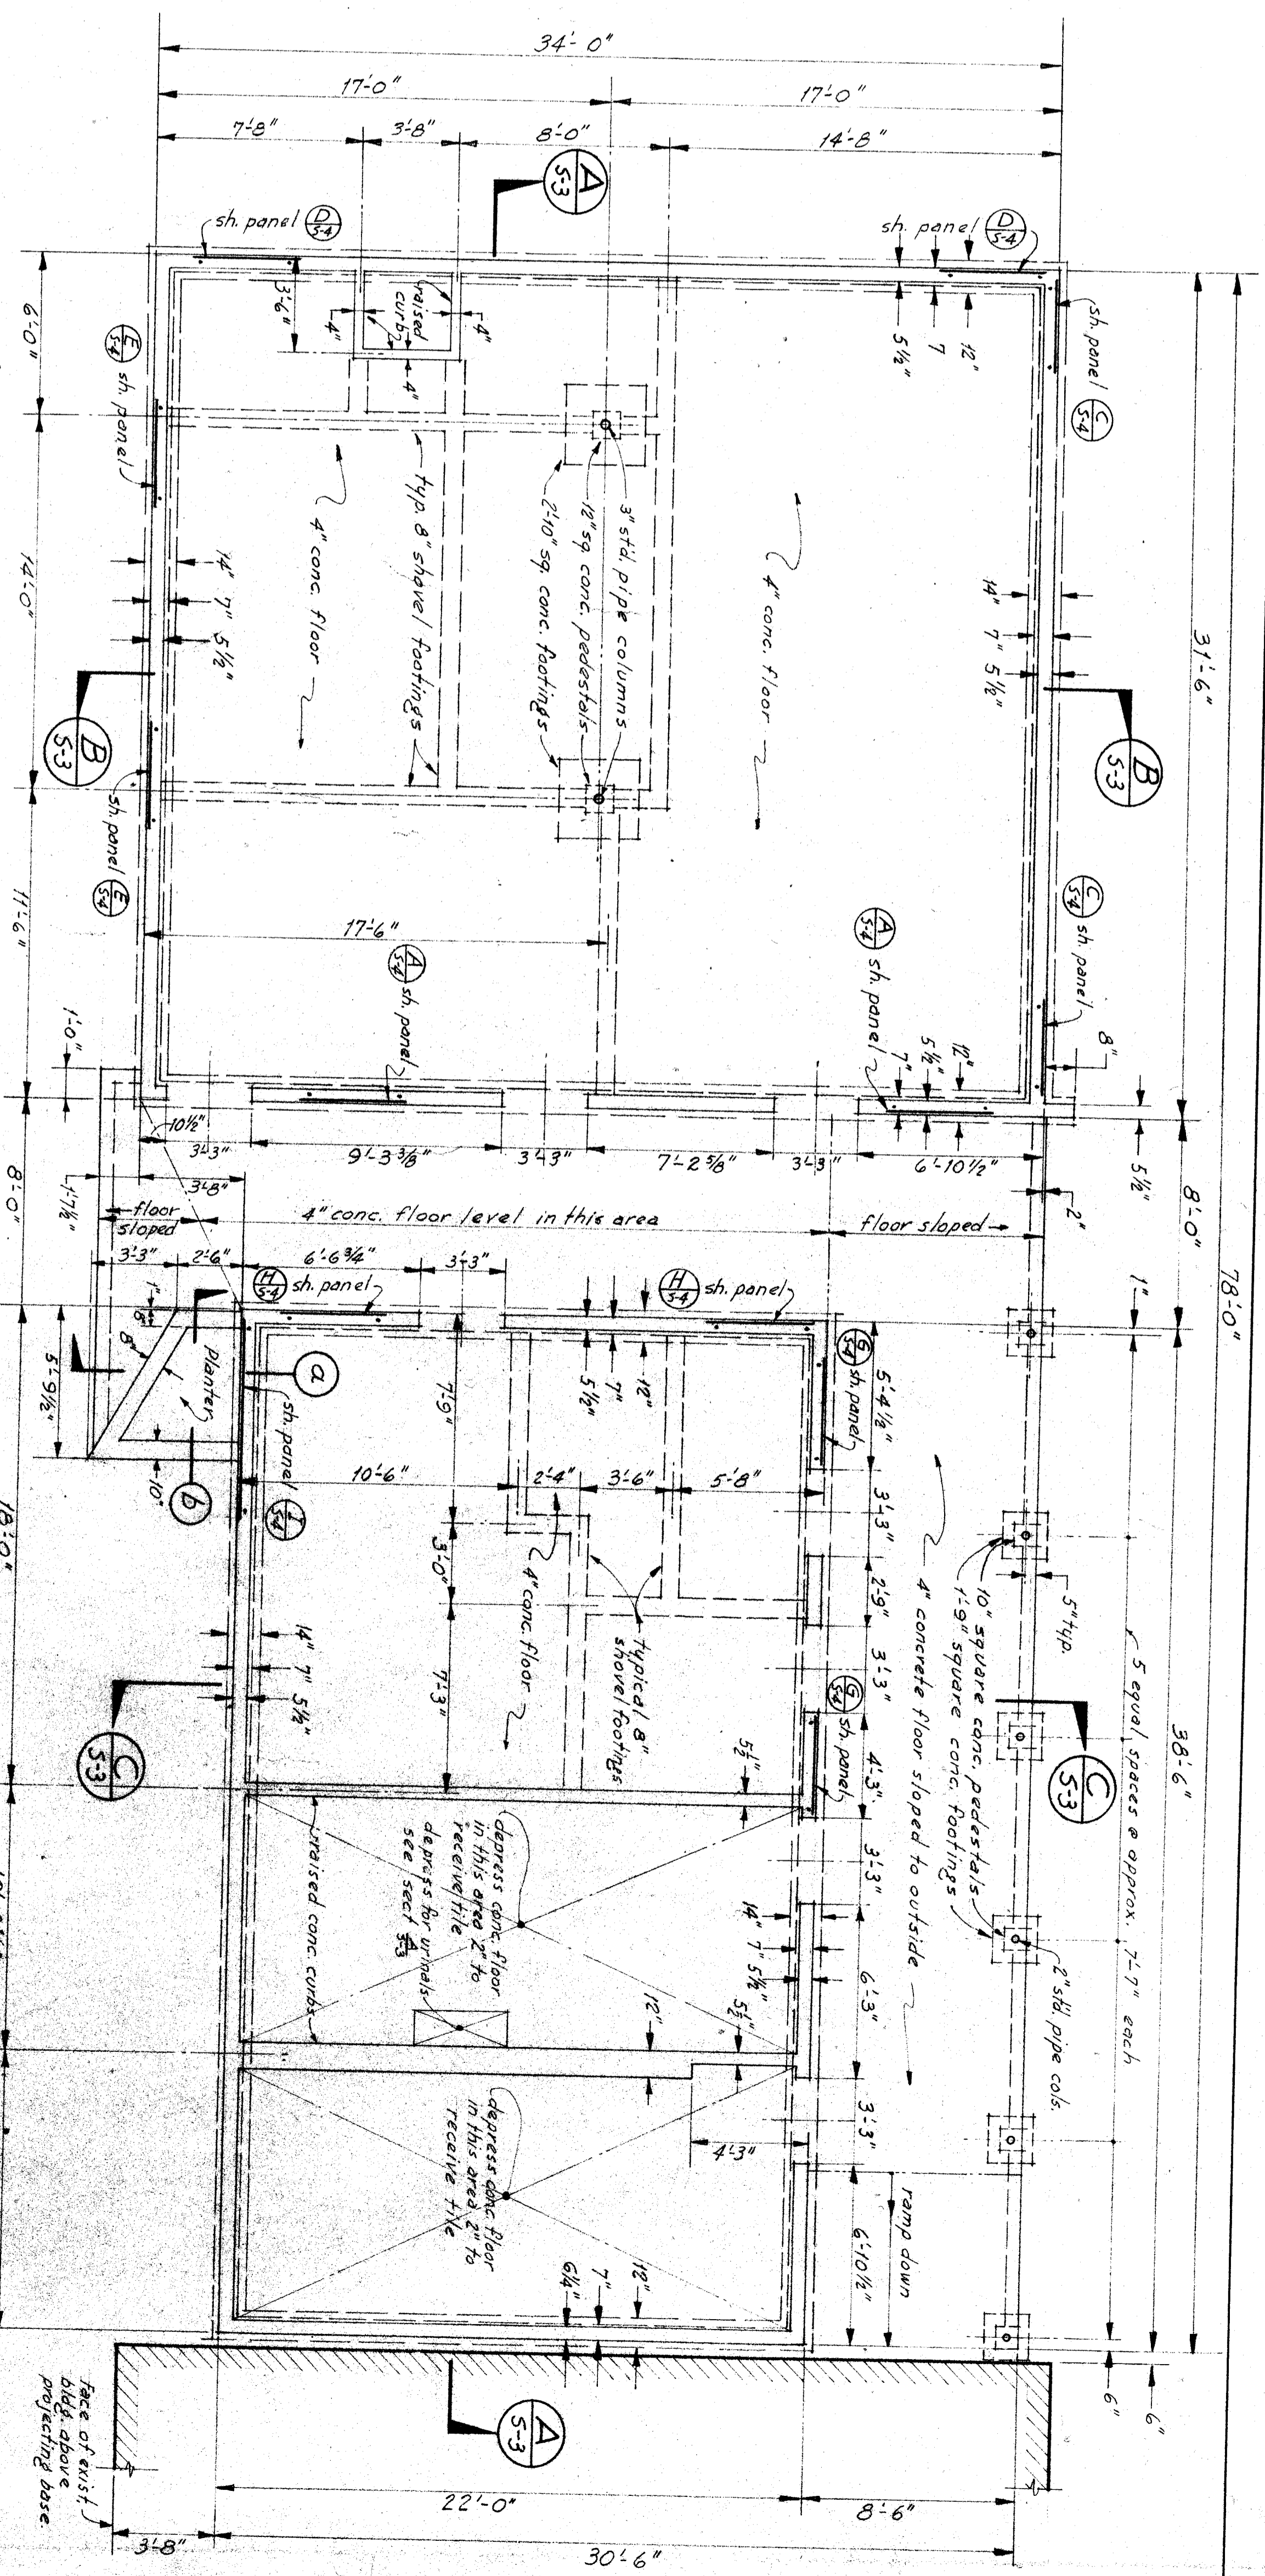 34'-0"
17'-0"
17'-0"
7'-8"
3'-8"
8'-0"
14'-8"
A
S-3
sh. panel
D
S-4
sh. panel
D
S-4
sh. panel
C
S-4
3'-6"
raised
curb
4"
4"
4"
12"
7
5½"
6'-0"
14'-0"
11'-6"
8'-0"
18'-0"
E
S-4
sh. panel
4" conc. floor
typ. 8" shovel footings
3" std. pipe columns
12" sq. conc. pedestals
2'-10" sq. conc. footings
4" conc. floor
14" 7" 5½"
14" 7" 5½"
B
S-3
B
S-3
31'-6"
78'-0"
sh. panel
E
S-4
17'-6"
A
S-4
sh. panel
A
S-4
sh. panel
C
S-4
sh. panel
8"
12"
5½"
7"
5½"
8'-0"
2"
1"
1'-0"
10½"
3'-3"
9'-3⅜"
3'-3"
7'-2⅝"
3'-3"
6'-10½"
3'-8"
1'-7½"
floor
sloped
4" conc. floor level in this area
floor sloped
3'-3"
2'-6"
6'-6¾"
3'-3"
H
S-4
sh. panel
H
S-4
sh. panel
1"
8"
8"
planter
5'-9½"
10"
a
b
sh. panel
7'-9"
5½"
7"
12"
G
S-4
sh. panel
5'-4½"
10'-6"
2'-4"
3'-6"
5'-8"
3'-3"
3'-0"
4" conc. floor
typical 8"
shovel footings
7'-3"
2'-9"
3'-3"
4" concrete floor sloped to outside
10" square conc. pedestals
1'-9" square conc. footings
5" typ.
5 equal spaces @ approx. 7'-7" each
38'-6"
14" 7" 5½"
C
S-3
C
S-3
G
S-4
sh. panel
5½"
4'-3"
3'-3"
raised conc. curbs
depress conc. floor
in this area 2" to
receive tile
depress for urinals
see sect A
S-3
14" 7" 5½"
6'-3"
2" std. pipe cols.
12"
5½"
3'-3"
4'-3"
depress conc. floor
in this area 2" to
receive tile
ramp down
6'-10½"
6¼"
7"
12"
6"
6"
A
S-3
face of exist.
bldg. above
projecting base.
22'-0"
8'-6"
3'-8"
30'-6"